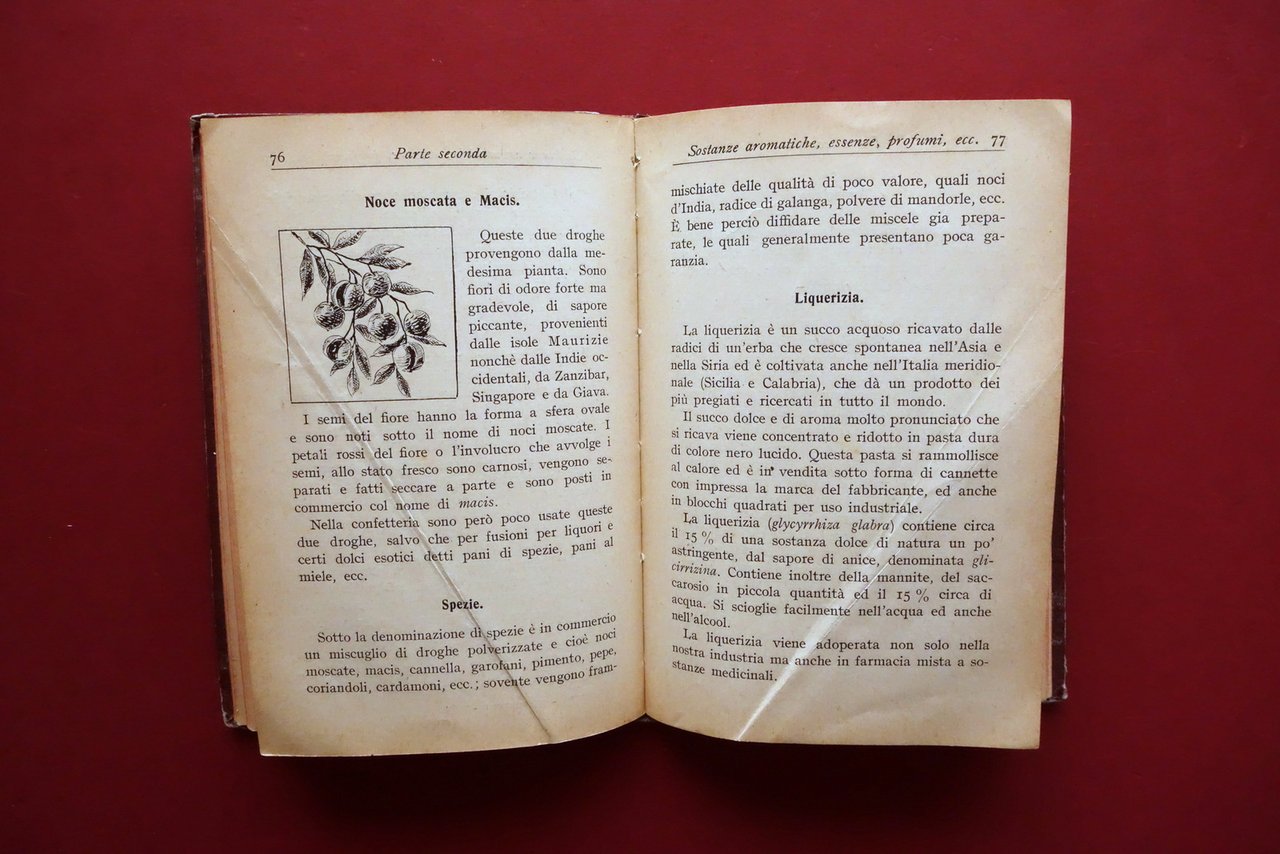 76
Parte seconda
Noce moscata e Macis.
Queste due droghe
provengono dalla me-
desima pianta. Sono
fiori di odore forte ma
gradevole, di sapore
piccante, provenienti
dalle isole Maurizie
nonchè dalle Indie oc-
cidentali, da Zanzibar,
Singapore e da Giava.
I semi del fiore hanno la forma a sfera ovale
e sono noti sotto il nome di noci moscate. I
petali rossi del fiore o l'involucro che avvolge i
semi, allo stato fresco sono carnosi, vengono se-
parati e fatti seccare a parte e sono posti in
commercio col nome di macis.
Nella confetteria sono però poco usate queste
due droghe, salvo che per fusioni per liquori e
certi dolci esotici detti pani di spezie, pani al
miele, ecc.
Spezie.
Sotto la denominazione di spezie è in commercio
un miscuglio di droghe polverizzate e cioè noci
moscate, macis, cannella, garofani, pimento, pepe,
coriandoli, cardamoni, ecc.; sovente vengono fram-
Sostanze aromatiche, essenze, profumi, ecc. 77
mischiate delle qualità di poco valore, quali noci
d'India, radice di galanga, polvere di mandorle, ecc.
È bene perciò diffidare delle miscele gia prepa-
rate, le quali generalmente presentano poca ga-
ranzia.
Liquerizia.
La liquerizia è un succo acquoso ricavato dalle
radici di un'erba che cresce spontanea nell'Asia e
nella Siria ed è coltivata anche nell'Italia meridio-
nale (Sicilia e Calabria), che dà un prodotto dei
più pregiati e ricercati in tutto il mondo.
Il succo dolce e di aroma molto pronunciato che
si ricava viene concentrato e ridotto in pasta dura
di colore nero lucido. Questa pasta si rammollisce
al calore ed è in vendita sotto forma di cannette
con impressa la marca del fabbricante, ed anche
in blocchi quadrati per uso industriale.
La liquerizia (glycyrrhiza glabra) contiene circa
il 15 % di una sostanza dolce di natura un po'
astringente, dal sapore di anice, denominata gli-
cirrizina. Contiene inoltre della mannite, del sac-
carosio in piccola quantità ed il 15 % circa di
acqua. Si scioglie facilmente nell'acqua ed anche
nell'alcool.
La liquerizia viene adoperata non solo nella
nostra industria ma anche in farmacia mista a so-
stanze medicinali.